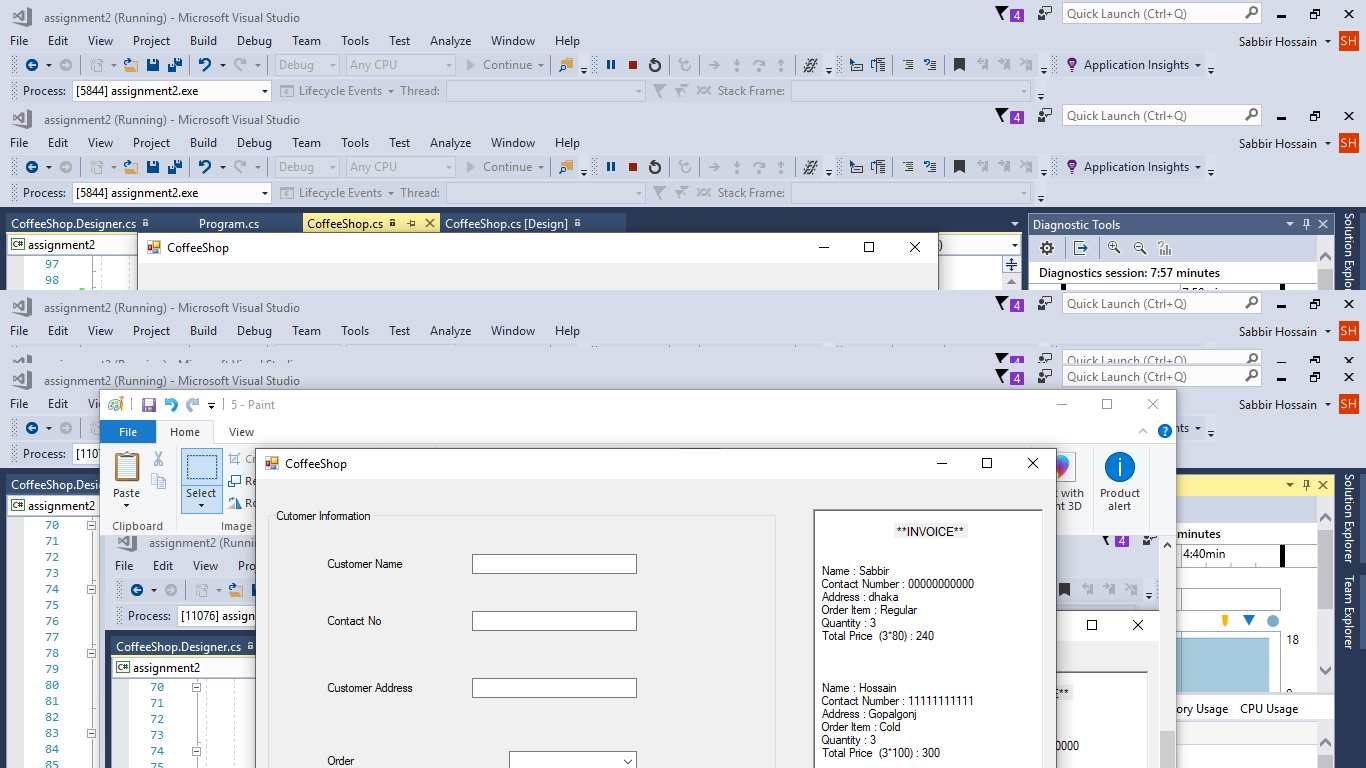 assignment2 (Running) - Microsoft Visual Studio
4
Quick Launch (Ctrl+Q)
File Edit View Project Build Debug Team Tools Test Analyze Window Help
Sabbir Hossain SH
Debug Any CPU Continue Application Insights
Process: [5844] assignment2.exe Lifecycle Events Thread: Stack Frame:
assignment2 (Running) - Microsoft Visual Studio
4
Quick Launch (Ctrl+Q)
File Edit View Project Build Debug Team Tools Test Analyze Window Help
Sabbir Hossain SH
Debug Any CPU Continue Application Insights
Process: [5844] assignment2.exe Lifecycle Events Thread: Stack Frame:
CoffeeShop.Designer.cs Program.cs CoffeeShop.cs CoffeeShop.cs [Design] Diagnostic Tools
C# assignment2 CoffeeShop
97
98
Diagnostics session: 7:57 minutes
Solution Explorer
assignment2 (Running) - Microsoft Visual Studio
4
Quick Launch (Ctrl+Q)
File Edit View Project Build Debug Team Tools Test Analyze Window Help
Sabbir Hossain SH
assignment2 (Running) - Microsoft Visual Studio
Quick Launch (Ctrl+Q)
assignment2 (Running) - Microsoft Visual Studio
4
Quick Launch (Ctrl+Q)
File Edit
Sabbir Hossain SH
5 - Paint
File Home View
Process:
Paste
Clipboard
Select
Image
Product
alert
CoffeeShop
Cutomer Information
Customer Name
Contact No
Customer Address
Order
**INVOICE**
Name : Sabbir
Contact Number : 00000000000
Address : dhaka
Order Item : Regular
Quantity : 3
Total Price (3*80) : 240
Name : Hossain
Contact Number : 11111111111
Address : Gopalgonj
Order Item : Cold
Quantity : 3
Total Price (3*100) : 300
C# assignment2
70
71
72
73
74
75
76
77
78
79
80
81
82
83
84
85
assignment2
File Edit View
4
Process: [11076]
CoffeeShop.Designer.cs
C# assignment2
70
71
72
73
74
75
minutes
4:40min
18
Usage CPU Usage
Solution Explorer
Team Explorer